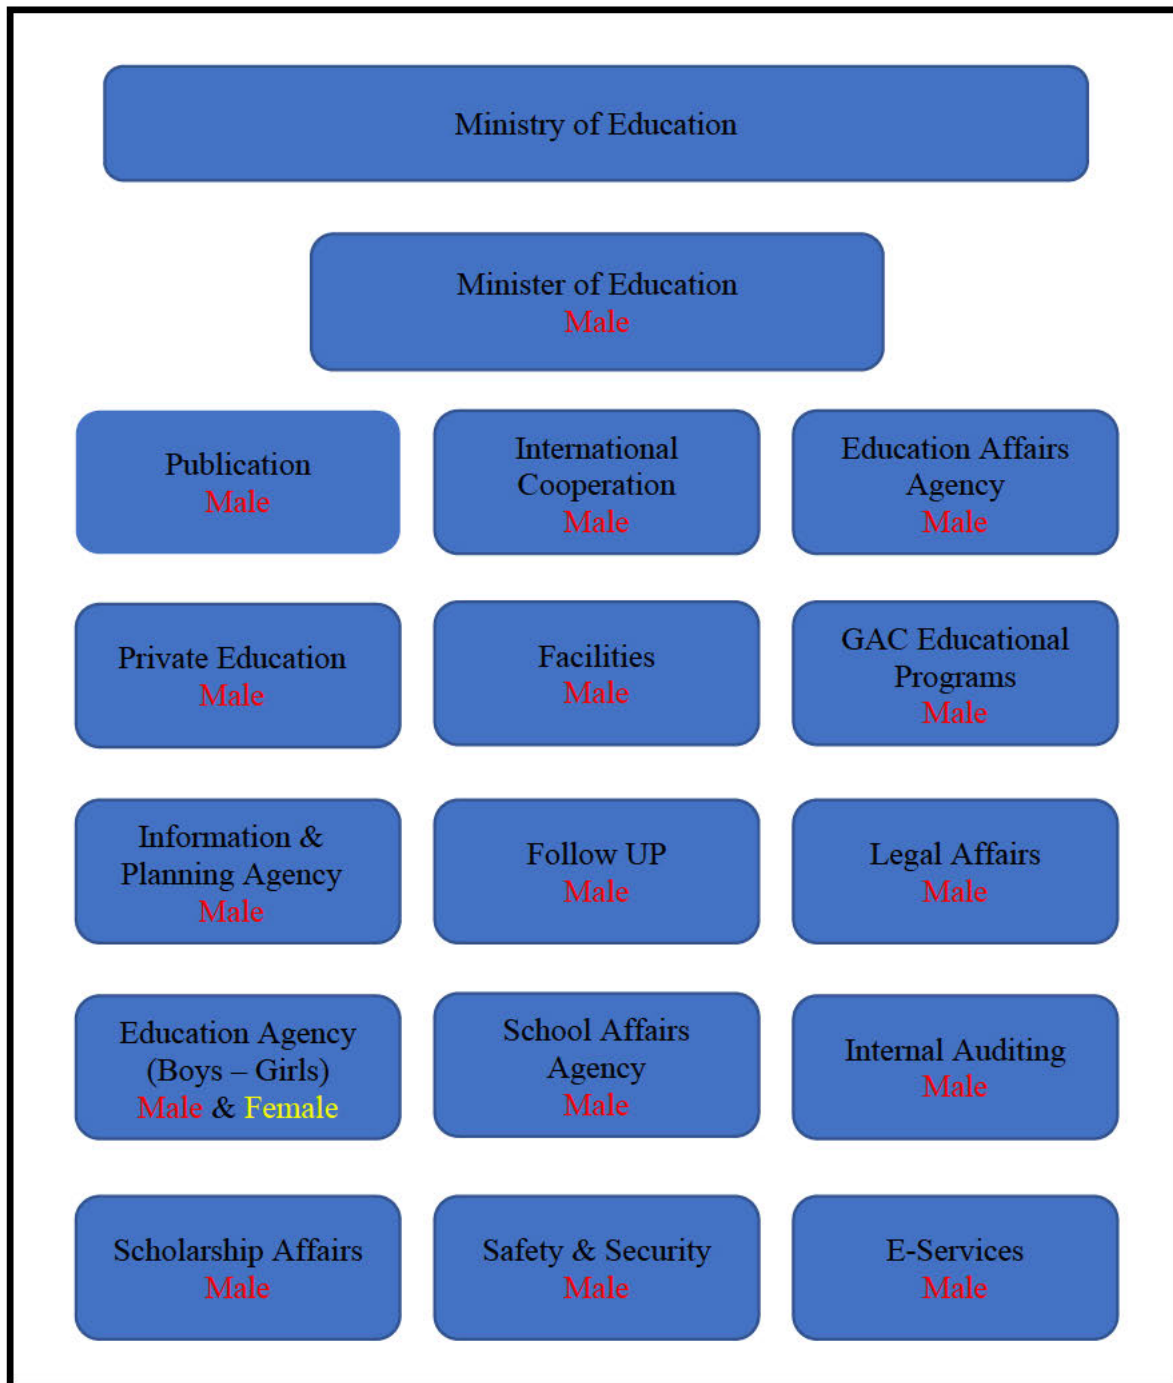 Ministry of Education
Minister of Education
Male
Publication
Male
International
Cooperation
Male
Education Affairs
Agency
Male
Private Education
Male
Facilities
Male
GAC Educational
Programs
Male
Information &
Planning Agency
Male
Follow UP
Male
Legal Affairs
Male
Education Agency
(Boys – Girls)
Male & Female
School Affairs
Agency
Male
Internal Auditing
Male
Scholarship Affairs
Male
Safety & Security
Male
E-Services
Male